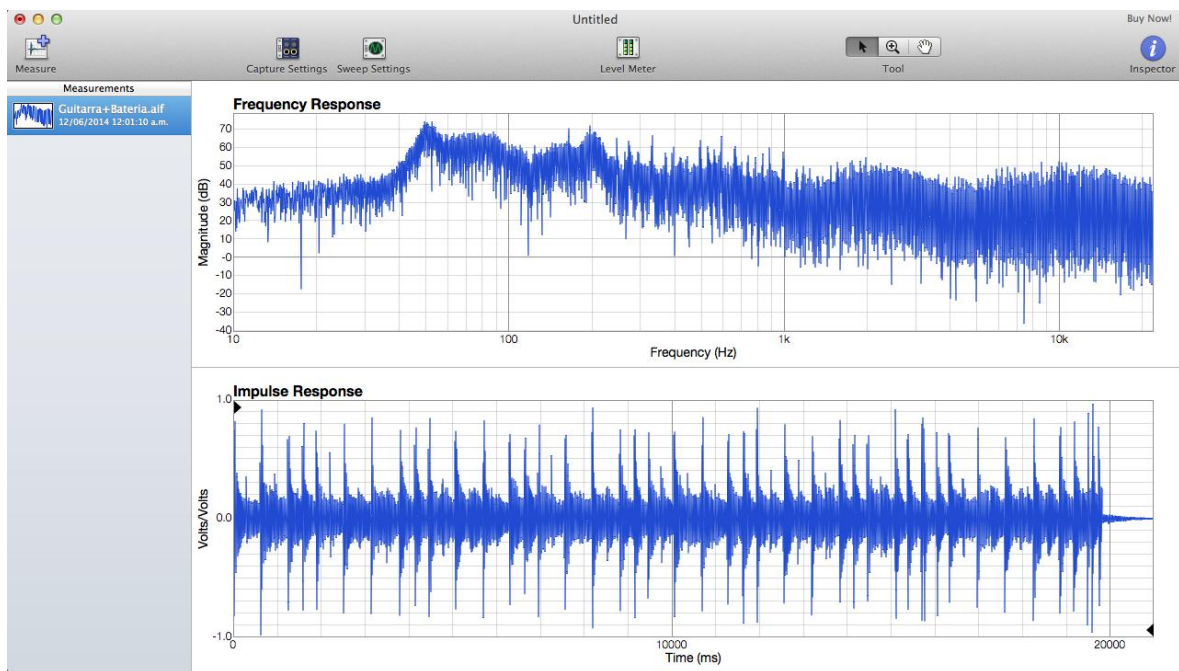 Untitled
Buy Now!
Measure
Capture Settings
Sweep Settings
Level Meter
Tool
Inspector
Measurements
Guitarra+Bateria.aif
12/06/2014 12:01:10 a.m.
Frequency Response
Magnitude (dB)
70
60
50
40
30
20
10
-0
-10
-20
-30
-40
10
100
1k
10k
Frequency (Hz)
Impulse Response
Volts/Volts
1.0
0.0
-1.0
0
10000
20000
Time (ms)